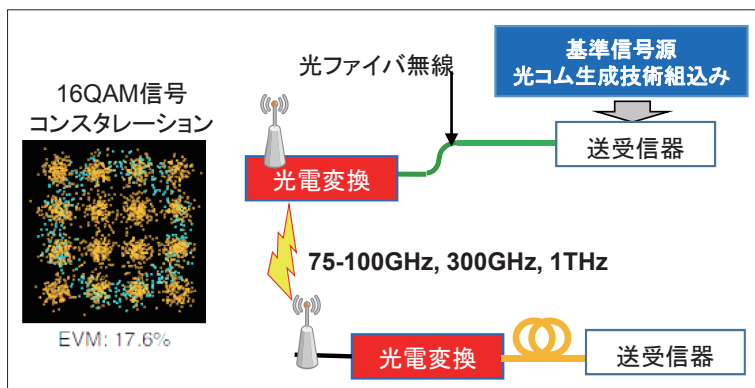 基準信号源
光コム生成技術組込み
光ファイバ無線
16QAM信号
コンスタレーション
送受信器
光電変換
75-100GHz, 300GHz, 1THz
EVM: 17.6%
光電変換
送受信器